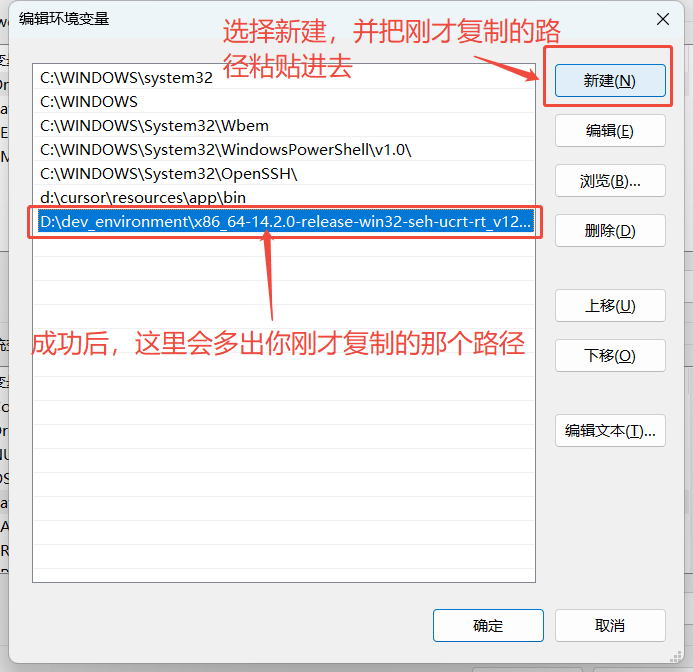 编辑环境变量
选择新建，并把刚才复制的路
径粘贴进去
C:\WINDOWS\system32
C:\WINDOWS
C:\WINDOWS\System32\Wbem
C:\WINDOWS\System32\WindowsPowerShell\v1.0\
C:\WINDOWS\System32\OpenSSH\
d:\cursor\resources\app\bin
D:\dev_environment\x86_64-14.2.0-release-win32-seh-ucrt-rt_v12...
成功后，这里会多出你刚才复制的那个路径
新建(N)
编辑(E)
浏览(B)...
删除(D)
上移(U)
下移(O)
编辑文本(T)...
确定
取消